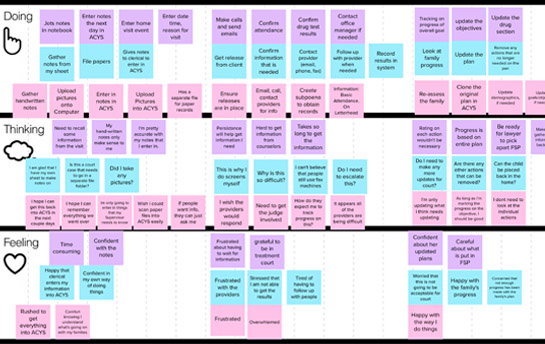 Doing
Jots notes
in notebook
Enter notes
the next
day in
ACYS
Enter home
visit event
Enter date
time,
reason for
visit
Make calls
and send
emails
Confirm
attendance
Confirm
drug test
results
Contact
office
manager if
needed
Tracking on
progress of
overall goal
update the
objectives
Update the
drug
section
Gather
notes from
my sheet
File papers
Gives notes
to clerical to
enter in
ACYS
Get release
from client
Confirm
information
that is
needed
Contact
provider
(email,
phone, fax)
Follow up
with provider
when
needed
Record
results in
system
Look at
family
progress
Update the
plan
Remove any
actions that
are no longer
needed on the
plan
Gather
handwritten
notes
Upload
pictures
onto
Computer
Enter in
notes in
ACYS
Upload
Pictures into
ACYS
Has a
separate file
for paper
records
Ensure
releases are
in place
Email, call,
contact
providers for
info
Create
subpoena to
obtain
records
Information
Basic
Attendance.
On
Letterhead
Re-assess
the family
Clone the
original plan
in ACYS
Update
if needed
Thinking
Need to recall
some
information
from the visit.
My
hand-written
notes only
make sense to
me
I'm pretty
accurate with
my notes that
I enter in.
Persistence
will help get
information I
need
Hard to get
information
from
counselors
Takes so
long to get
the
information
Rating on
each action
wouldn't be
necessary
Progress is
based on
entire plan
Be ready for
lawyer to
pick apart
FSP
I am glad that I
have my own
sheet to make
notes on
Is this a court
case that needs
to go in a
separate file
folder?
Did I take
any
pictures?
This is why I
do screens
myself
Why is this
so difficult?
I can't believe
that people
still use fax
machines
Do I need to
escalate
this?
Do I need to
make any
more updates
for court?
Are there any
other actions
that can be
removed?
Can the child
be placed
back in the
home?
I hope I can
get this back
into ACYS in
the next
couple days
I hope I can
remember
everything we
went over
I'm only going to
enter in things
that my
Supervisor needs
to know
Wish I could
scan paper
files into
ACYS easily
If people
want info,
they can just
ask me
I wish the
providers
would
respond
Need to get
the judge
involved
How do they
expect me to
track
progress on
this?
It appears all
of the
providers are
being difficult
I'm only
updating what
I think needs
updating
As long as I'm
marking the
progress on the
objective, I
should be good
I don't need to
look at the
individual
actions
Feeling
Time
consuming
Confident
with the
notes
Frustrated
about having
to wait for
information
grateful to
be in
treatment
court
Confident
about her
updated
plans
Careful
about what
to put in
FSP
Happy that
clerical
enters my
information
into ACYS
Confident in
my own way
of doing
things
Frustrated
with the
providers
Stressed that
I am not able
to get the
results
Tired of
having to
follow up
with people
Worried that
this is not
going to be
acceptable for
court
Happy with
the family's
progress
Concerned that
not enough
progress has
been made with
the family's plan
Rushed to
get
everything
into ACYS
Comfort
knowing I
understand
what's going on
with my families
Frustrated
Overwhelmed
Happy with
the way I do
things